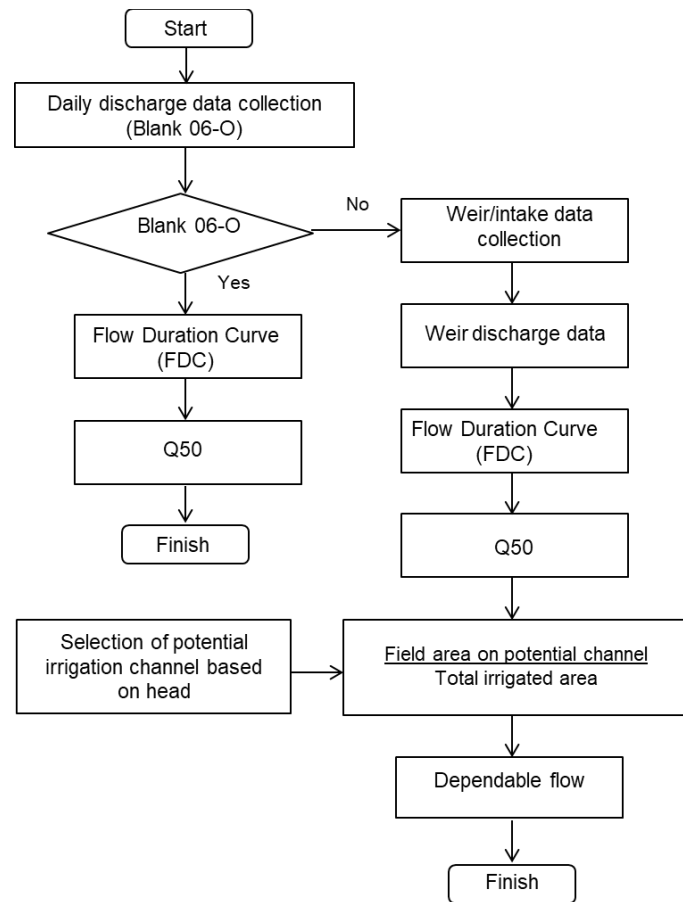 Start
Daily discharge data collection
(Blank 06-O)
Blank 06-O
No
Yes
Weir/intake data
collection
Flow Duration Curve
(FDC)
Weir discharge data
Q50
Flow Duration Curve
(FDC)
Finish
Q50
Selection of potential
irrigation channel based
on head
Field area on potential channel
Total irrigated area
Dependable flow
Finish